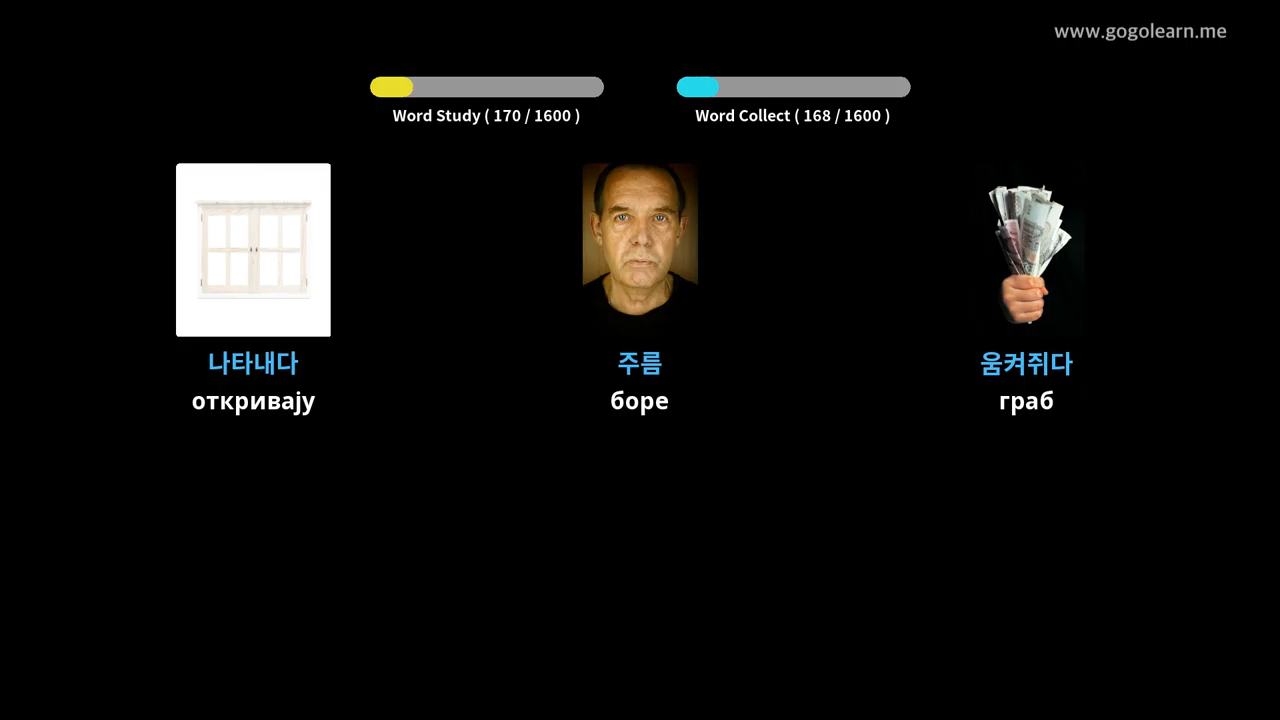 www.gogolearn.me
Word Study ( 170 / 1600 )
Word Collect ( 168 / 1600 )
나타내다
주름
움켜쥐다
откривају
боре
граб